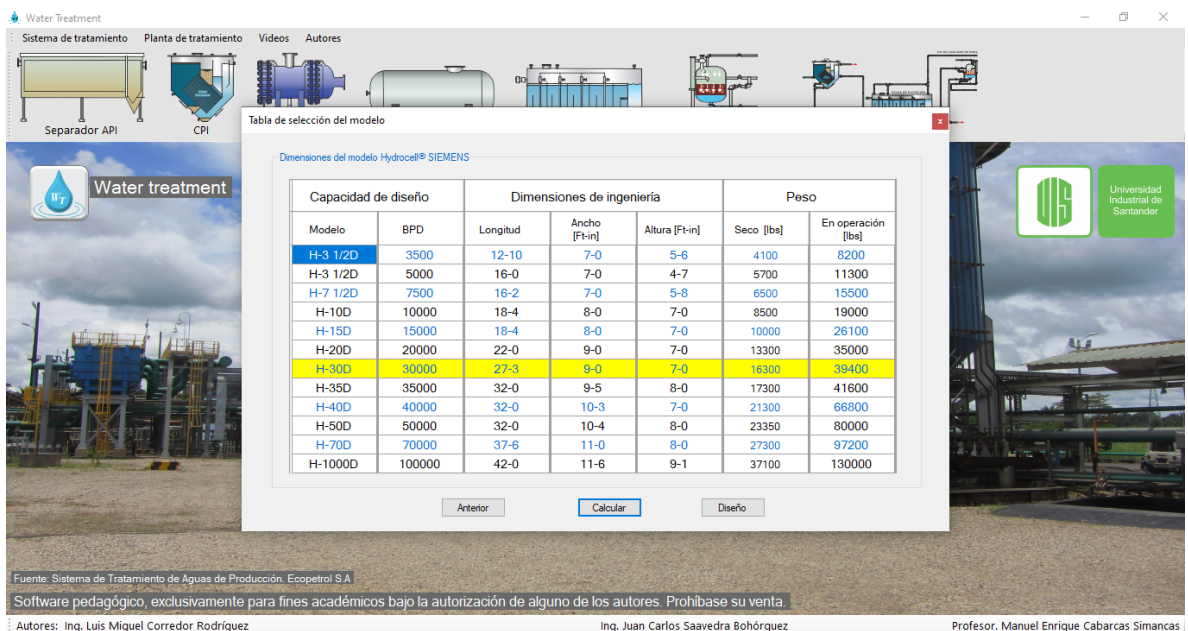 Water Treatment
Sistema de tratamiento Planta de tratamiento Videos Autores
Separador API CPI
Tabla de selección del modelo
x
Dimensiones del modelo Hydrocell® SIEMENS
Water treatment
WT
UIS
Universidad
Industrial de
Santander
Capacidad de diseño Dimensiones de ingeniería Peso
Modelo BPD Longitud Ancho [Ft-in] Altura [Ft-in] Seco [lbs] En operación [lbs]
H-3 1/2D 3500 12-10 7-0 5-6 4100 8200
H-3 1/2D 5000 16-0 7-0 4-7 5700 11300
H-7 1/2D 7500 16-2 7-0 5-8 6500 15500
H-10D 10000 18-4 8-0 7-0 8500 19000
H-15D 15000 18-4 8-0 7-0 10000 26100
H-20D 20000 22-0 9-0 7-0 13300 35000
H-30D 30000 27-3 9-0 7-0 16300 39400
H-35D 35000 32-0 9-5 8-0 17300 41600
H-40D 40000 32-0 10-3 7-0 21300 66800
H-50D 50000 32-0 10-4 8-0 23350 80000
H-70D 70000 37-6 11-0 8-0 27300 97200
H-1000D 100000 42-0 11-6 9-1 37100 130000
Anterior Calcular Diseño
Fuente: Sistema de Tratamiento de Aguas de Producción. Ecopetrol S.A
Software pedagógico, exclusivamente para fines académicos bajo la autorización de alguno de los autores. Prohíbase su venta.
Autores: Ing. Luis Miguel Corredor Rodríguez Ing. Juan Carlos Saavedra Bohórquez Profesor. Manuel Enrique Cabarcas Simancas